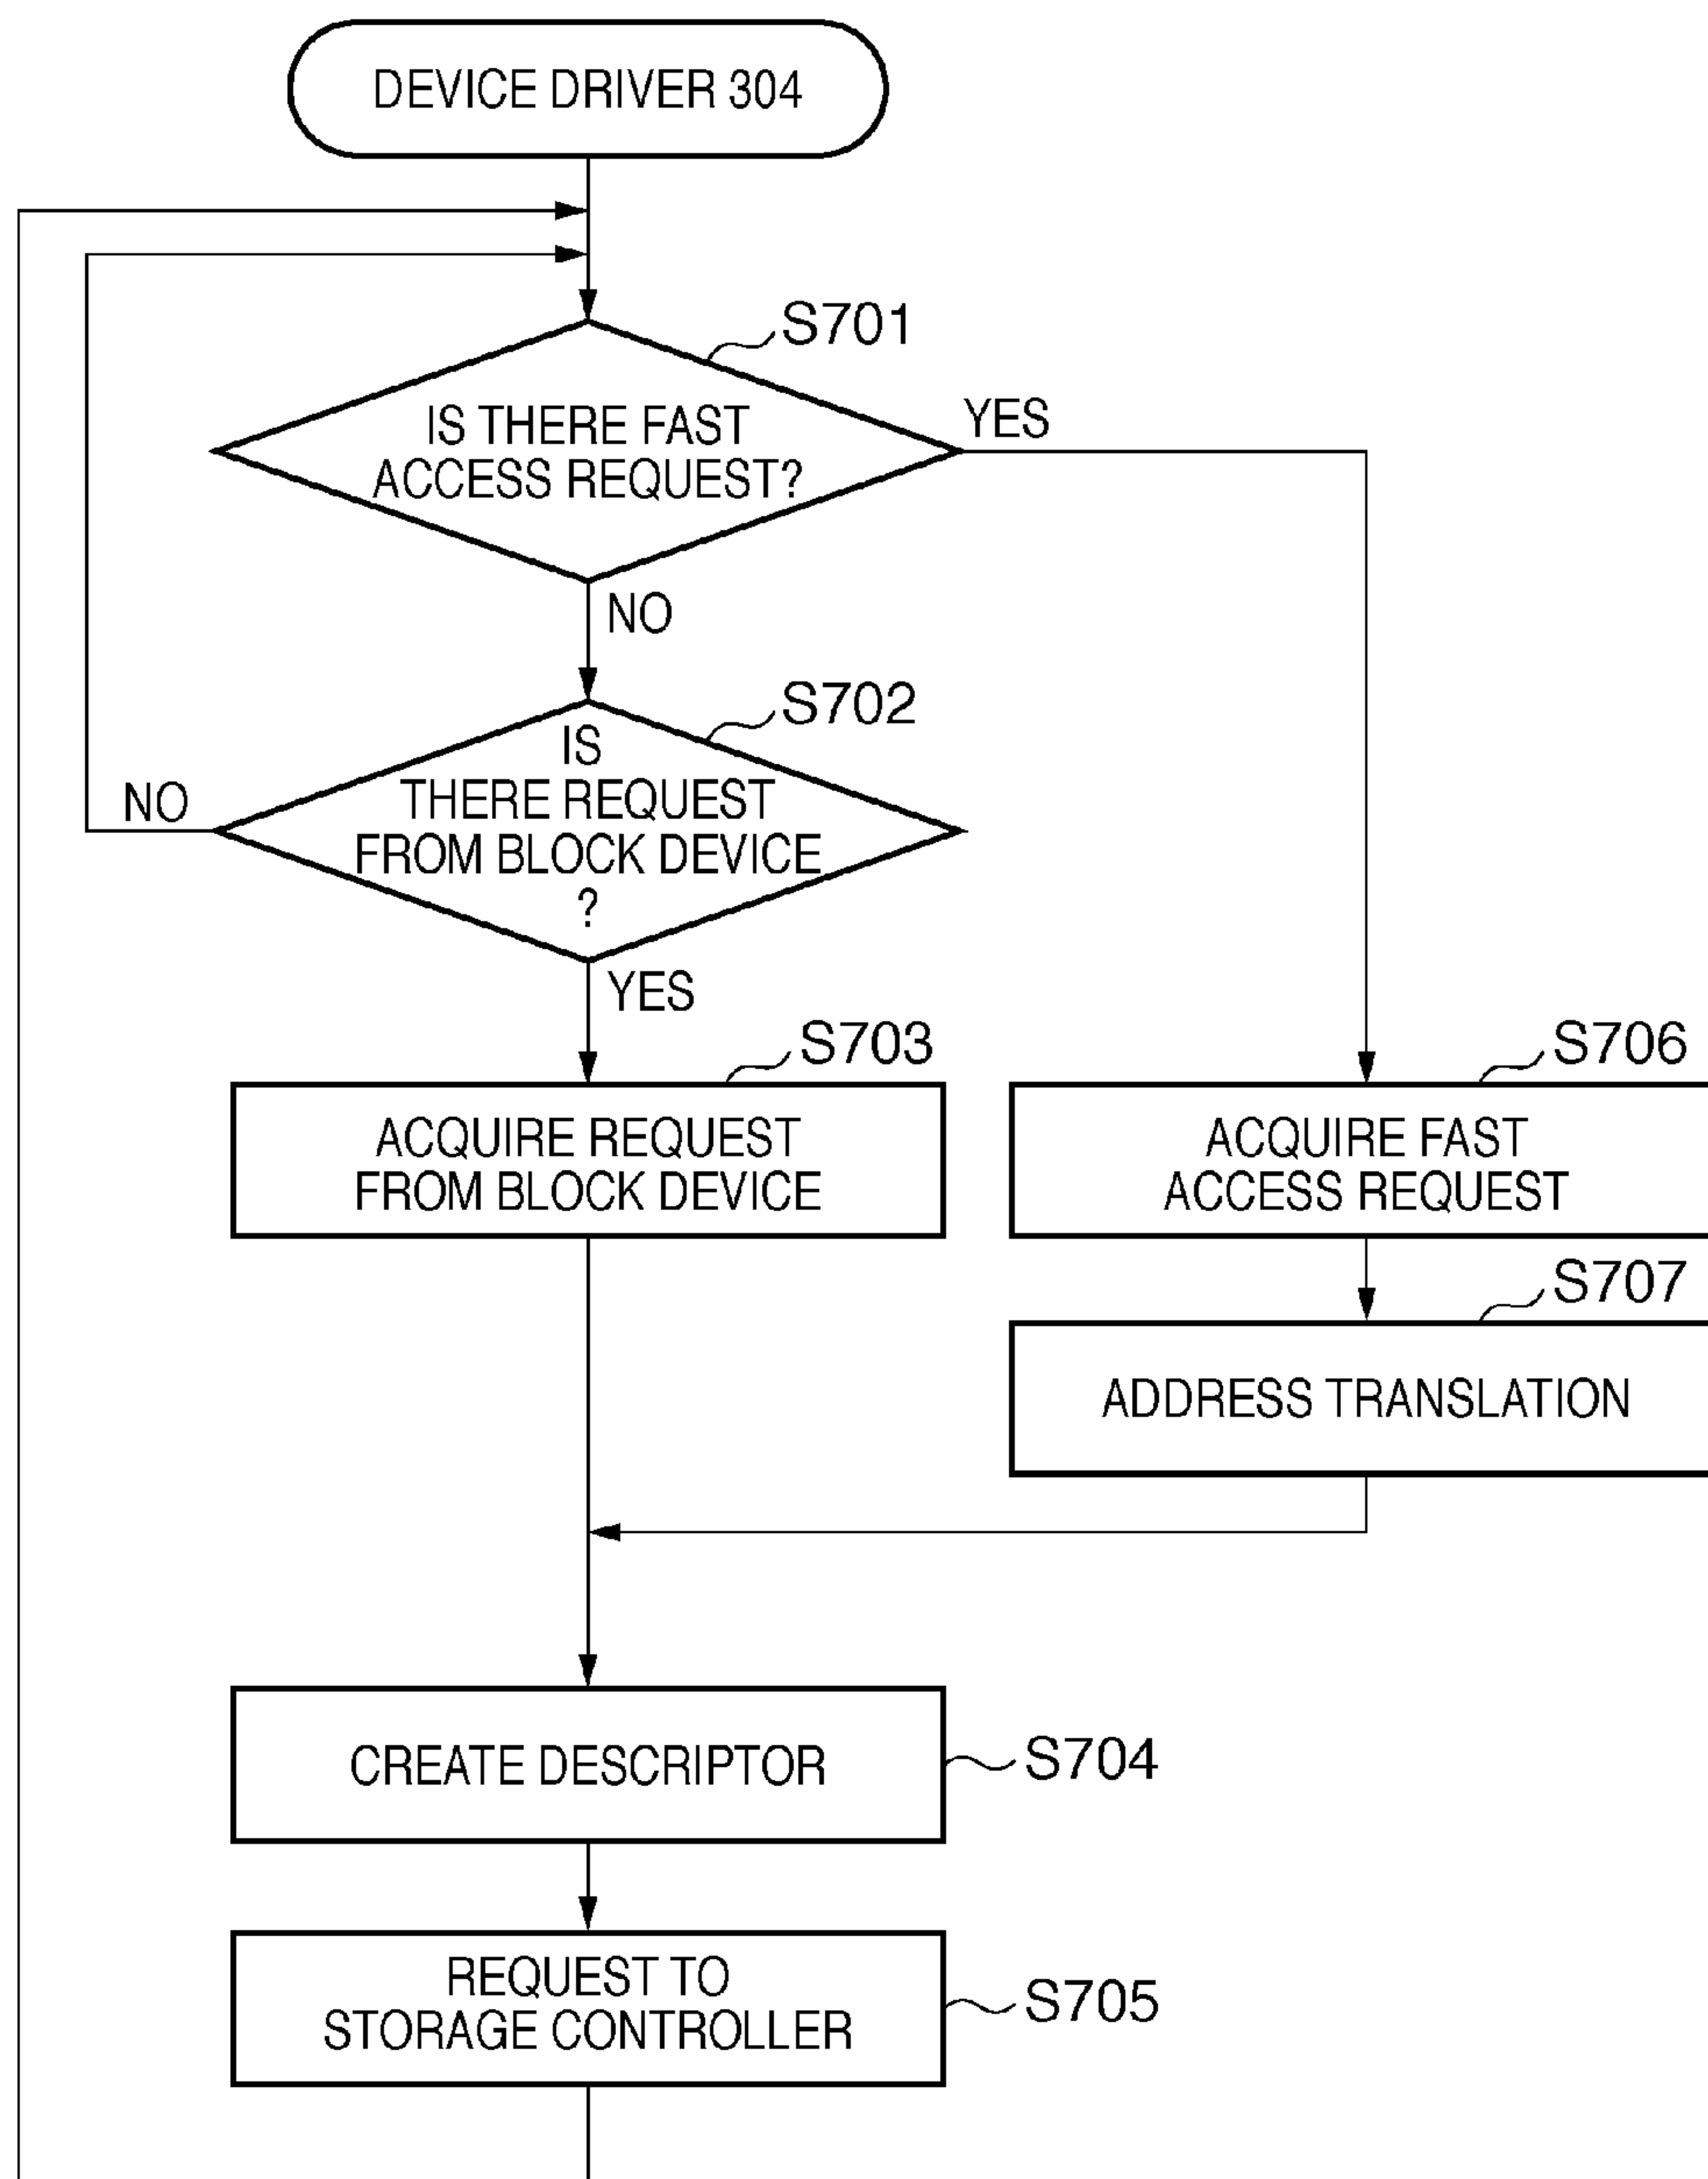 DEVICE DRIVER 304
S701
IS THERE FAST
ACCESS REQUEST?
YES
NO
S702
IS
THERE REQUEST
FROM BLOCK DEVICE
?
NO
YES
S703
ACQUIRE REQUEST
FROM BLOCK DEVICE
S706
ACQUIRE FAST
ACCESS REQUEST
S707
ADDRESS TRANSLATION
CREATE DESCRIPTOR
S704
REQUEST TO
STORAGE CONTROLLER
S705